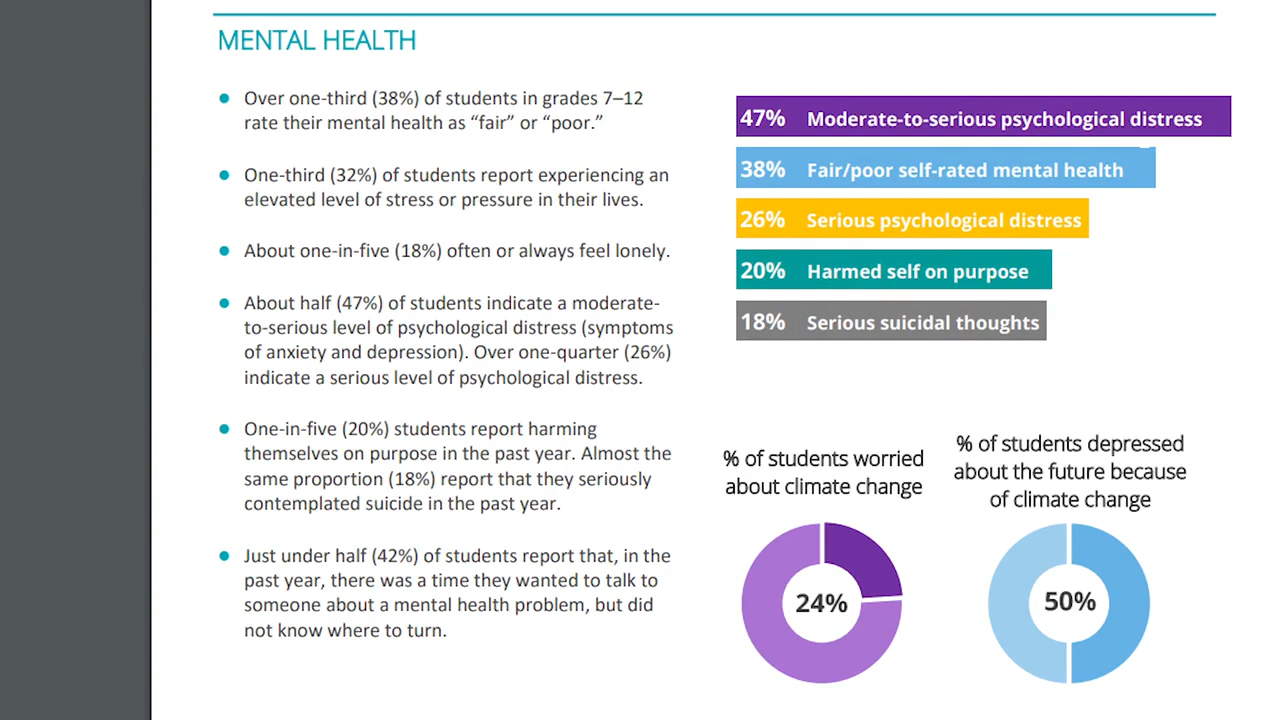 MENTAL HEALTH
● Over one-third (38%) of students in grades 7–12
rate their mental health as “fair” or “poor.”
● One-third (32%) of students report experiencing an
elevated level of stress or pressure in their lives.
● About one-in-five (18%) often or always feel lonely.
● About half (47%) of students indicate a moderate-
to-serious level of psychological distress (symptoms
of anxiety and depression). Over one-quarter (26%)
indicate a serious level of psychological distress.
● One-in-five (20%) students report harming
themselves on purpose in the past year. Almost the
same proportion (18%) report that they seriously
contemplated suicide in the past year.
● Just under half (42%) of students report that, in the
past year, there was a time they wanted to talk to
someone about a mental health problem, but did
not know where to turn.
47% Moderate-to-serious psychological distress
38% Fair/poor self-rated mental health
26% Serious psychological distress
20% Harmed self on purpose
18% Serious suicidal thoughts
% of students worried
about climate change
24%
% of students depressed
about the future because
of climate change
50%